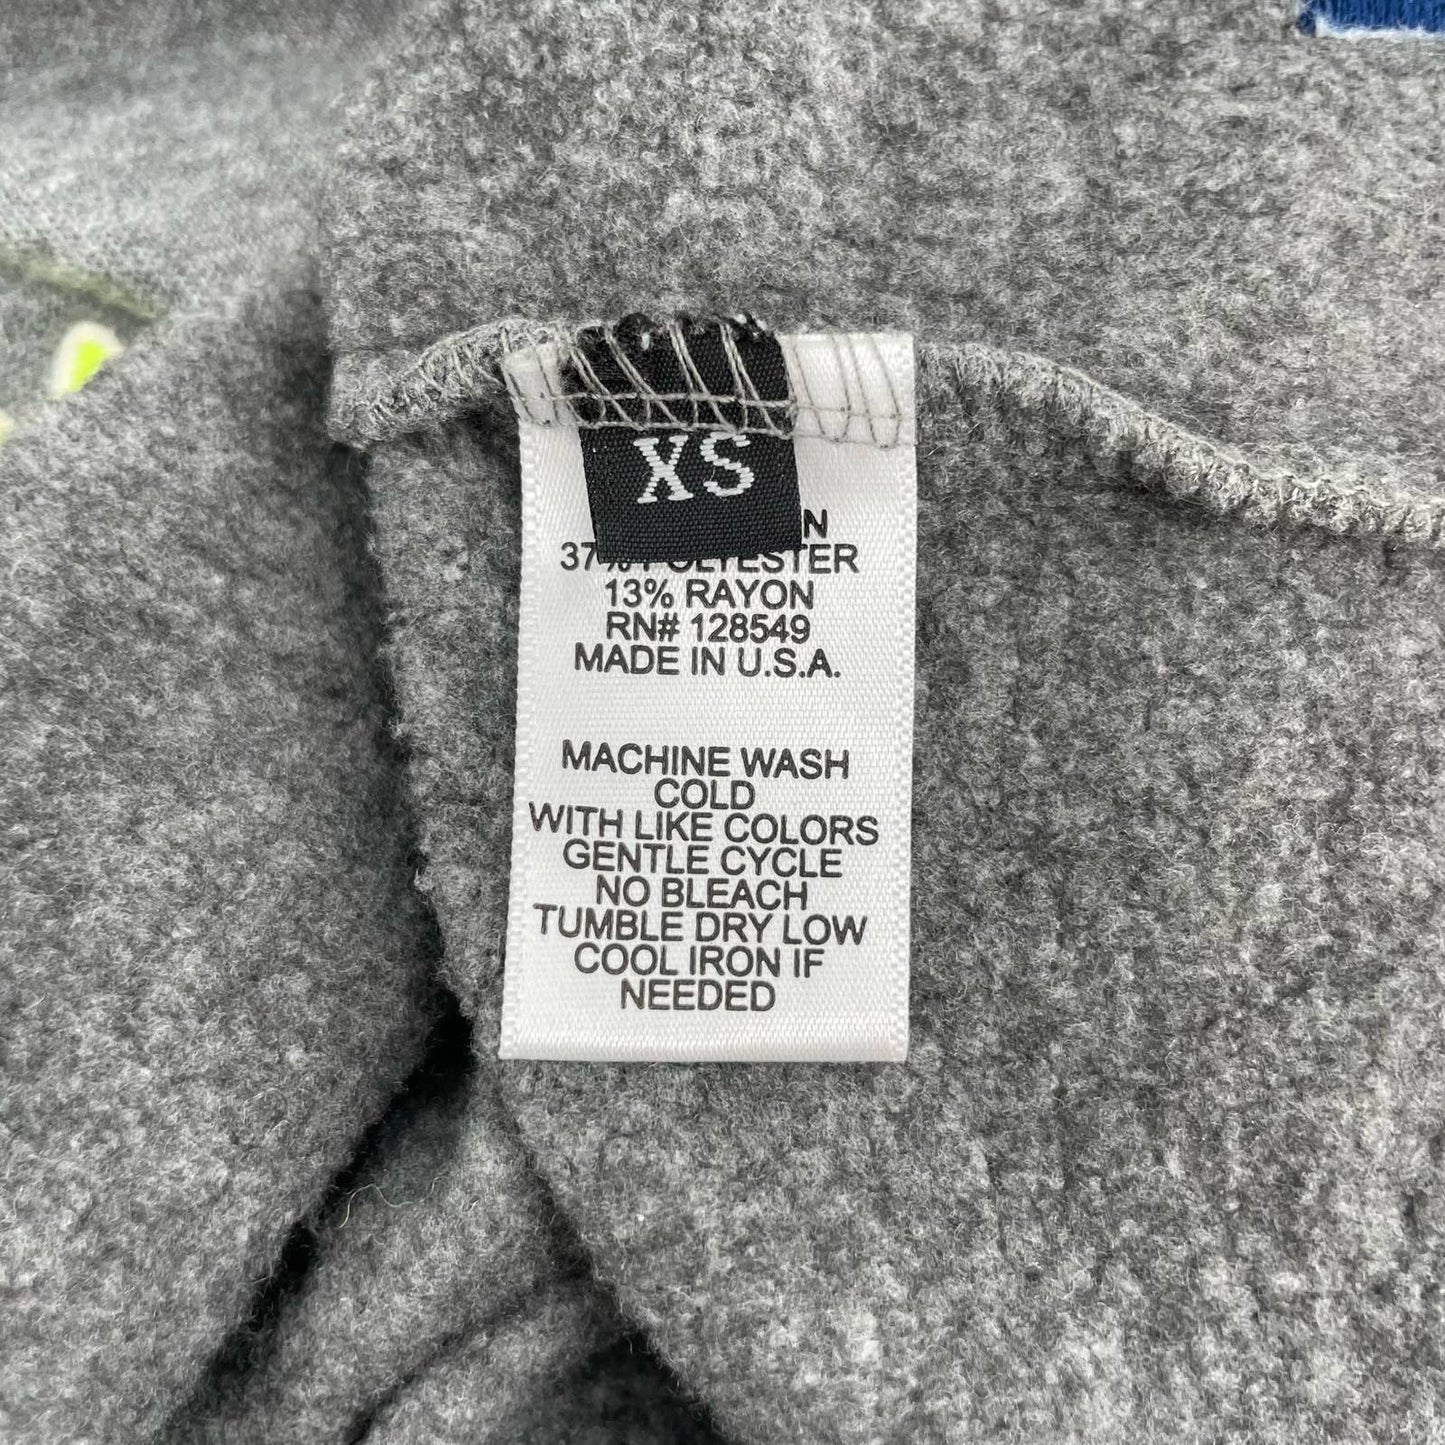 XS
37% POLYESTER
13% RAYON
RN# 128549
MADE IN U.S.A.
MACHINE WASH
COLD
WITH LIKE COLORS
GENTLE CYCLE
NO BLEACH
TUMBLE DRY LOW
COOL IRON IF
NEEDED